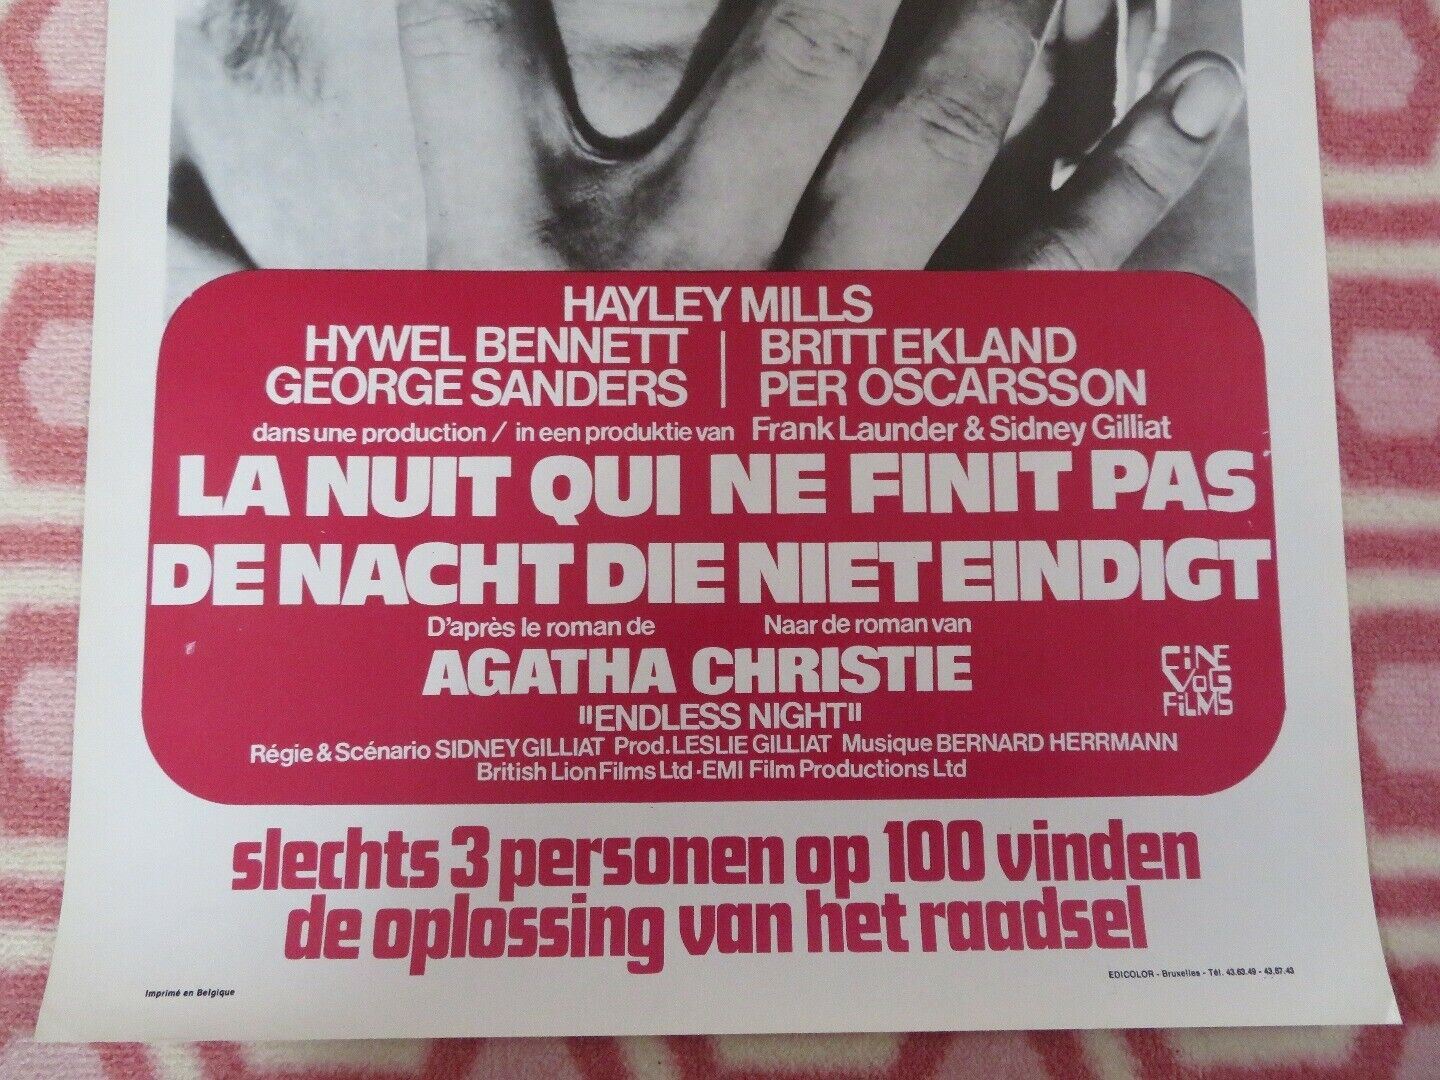 HAYLEY MILLS
HYWEL BENNETT
GEORGE SANDERS
BRITT EKLAND
PER OSCARSSON
dans une production / in een produktie van Frank Launder & Sidney Gilliat
LA NUIT QUI NE FINIT PAS
DE NACHT DIE NIET EINDIGT
D'après le roman de Naar de roman van
AGATHA CHRISTIE
"ENDLESS NIGHT"
CINE
VOG
FILMS
Régie & Scénario SIDNEY GILLIAT Prod. LESLIE GILLIAT Musique BERNARD HERRMANN
British Lion Films Ltd - EMI Film Productions Ltd
slechts 3 personen op 100 vinden
de oplossing van het raadsel
Imprimé en Belgique
EDICOLOR - Bruxelles - Tél. 43.63.49 - 43.67.43